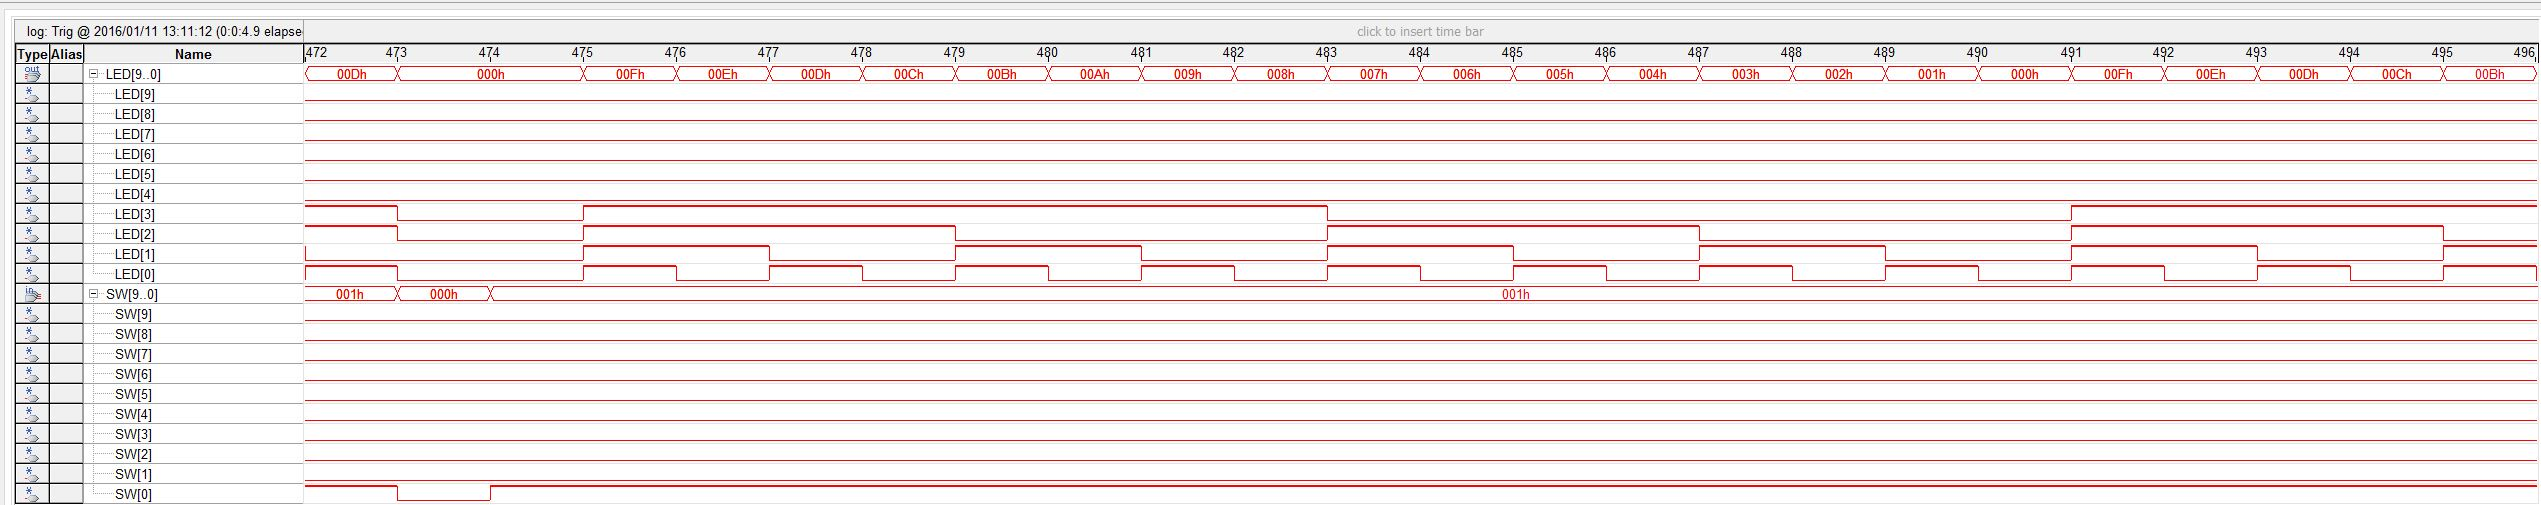 log: Trig @ 2016/01/11 13:11:12 (0:0:4.9 elapse
click to insert time bar
Type Alias Name 472 473 474 475 476 477 478 479 480 481 482 483 484 485 486 487 488 489 490 491 492 493 494 495 496
out LED[9..0] 00Dh 000h 00Fh 00Eh 00Dh 00Ch 00Bh 00Ah 009h 008h 007h 006h 005h 004h 003h 002h 001h 000h 00Fh 00Eh 00Dh 00Ch 00Bh
* LED[9]
* LED[8]
* LED[7]
* LED[6]
* LED[5]
* LED[4]
* LED[3]
* LED[2]
* LED[1]
* LED[0]
in SW[9..0] 001h 000h 001h
* SW[9]
* SW[8]
* SW[7]
* SW[6]
* SW[5]
* SW[4]
* SW[3]
* SW[2]
* SW[1]
* SW[0]